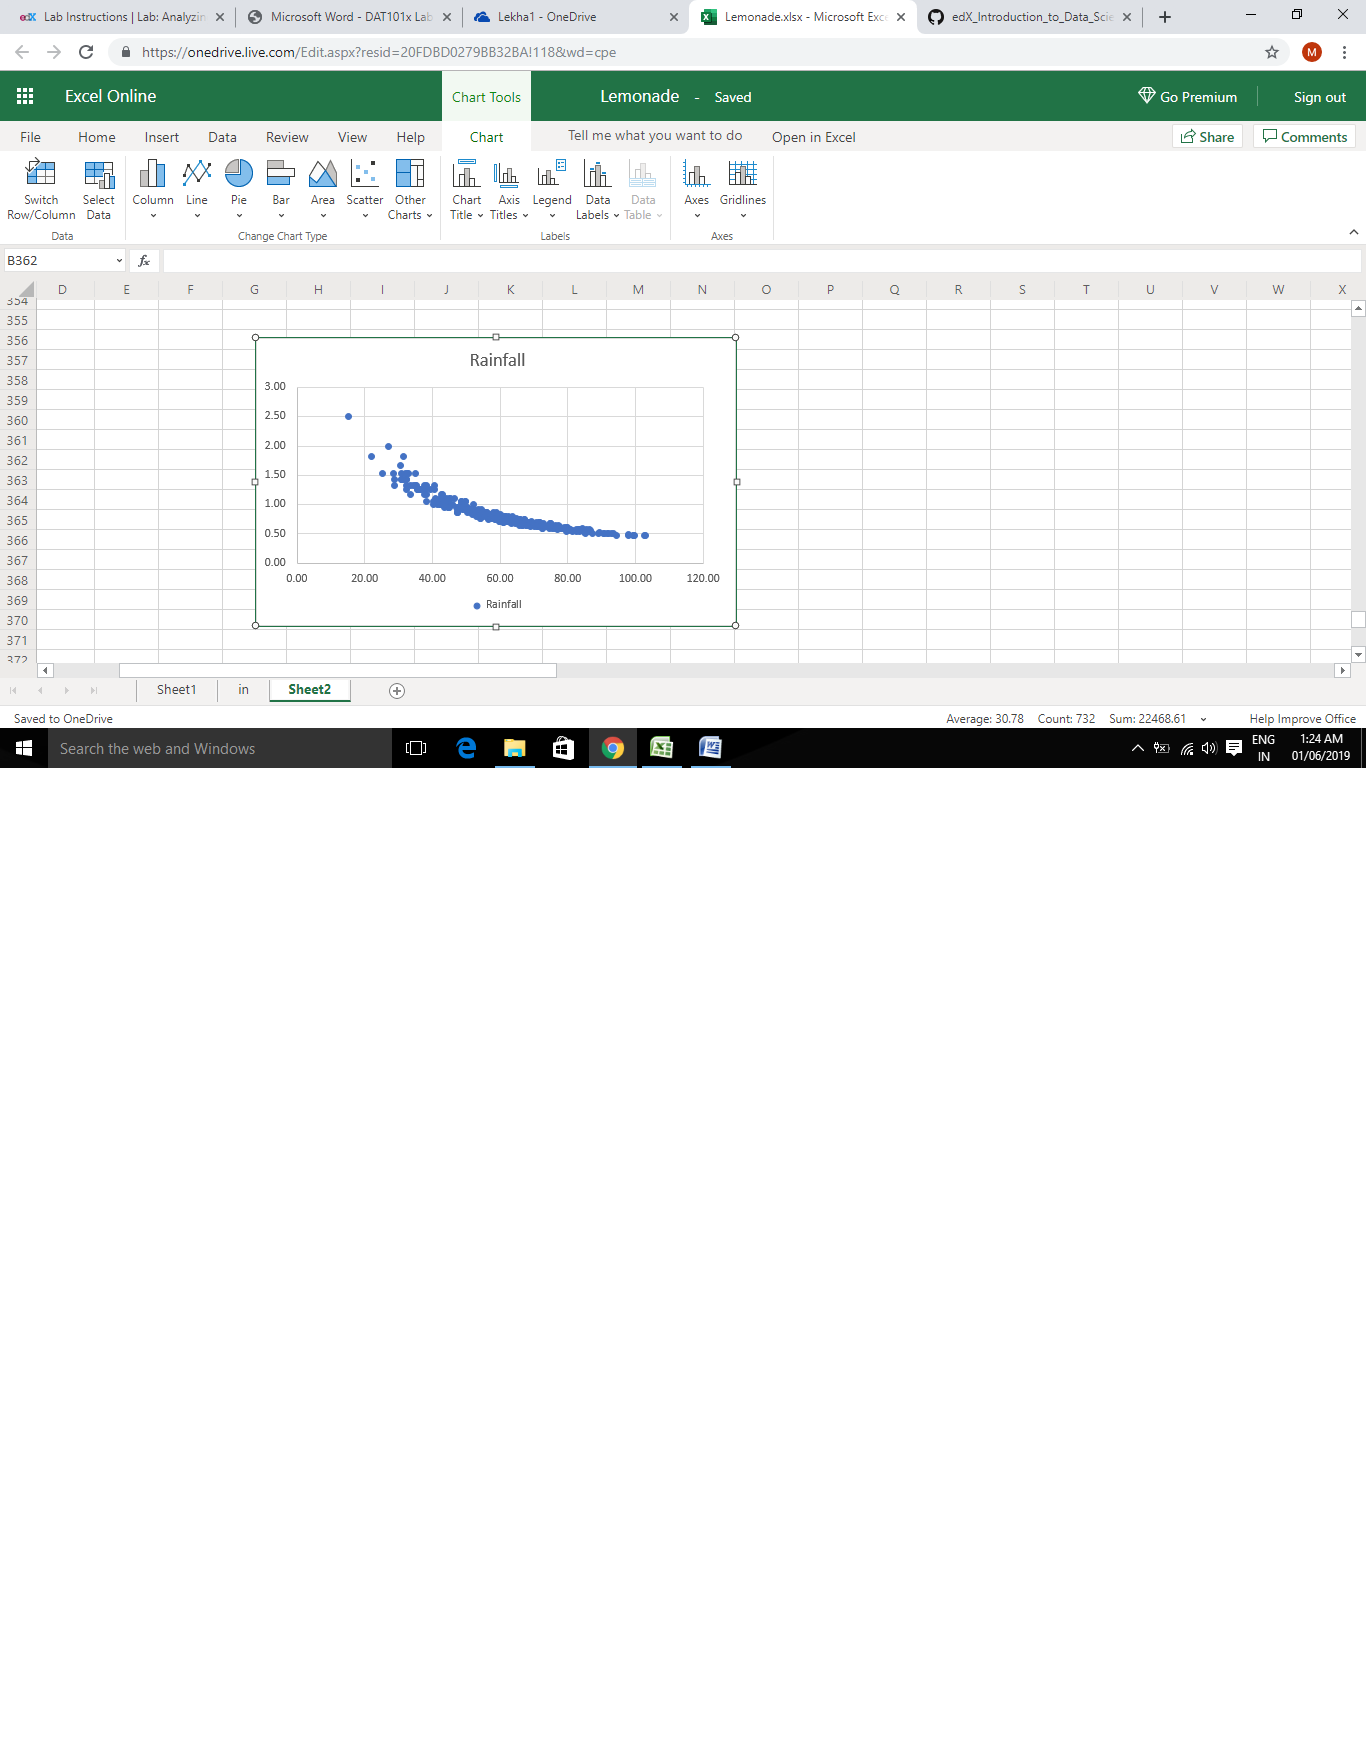 edX Lab Instructions | Lab: Analyzin
Microsoft Word - DAT101x Lab
Lekha1 - OneDrive
Lemonade.xlsx - Microsoft Exce
edX_Introduction_to_Data_Scie
https://onedrive.live.com/Edit.aspx?resid=20FDBD0279BB32BA!118&wd=cpe
M
Excel Online
Chart Tools
Lemonade - Saved
Go Premium
Sign out
File Home Insert Data Review View Help Chart Tell me what you want to do Open in Excel Share Comments
Switch Row/Column
Select Data
Column
Line
Pie
Bar
Area
Scatter
Other Charts
Chart Title
Axis Titles
Legend
Data Labels
Data Table
Axes
Gridlines
Data Change Chart Type Labels Axes
B362 fx
D E F G H I J K L M N O P Q R S T U V W X
354
355
356
357
358
359
360
361
362
363
364
365
366
367
368
369
370
371
372
Rainfall
3.00
2.50
2.00
1.50
1.00
0.50
0.00
0.00 20.00 40.00 60.00 80.00 100.00 120.00
Rainfall
Sheet1 in Sheet2
Saved to OneDrive Average: 30.78 Count: 732 Sum: 22468.61 Help Improve Office
Search the web and Windows
ENG
IN
1:24 AM
01/06/2019